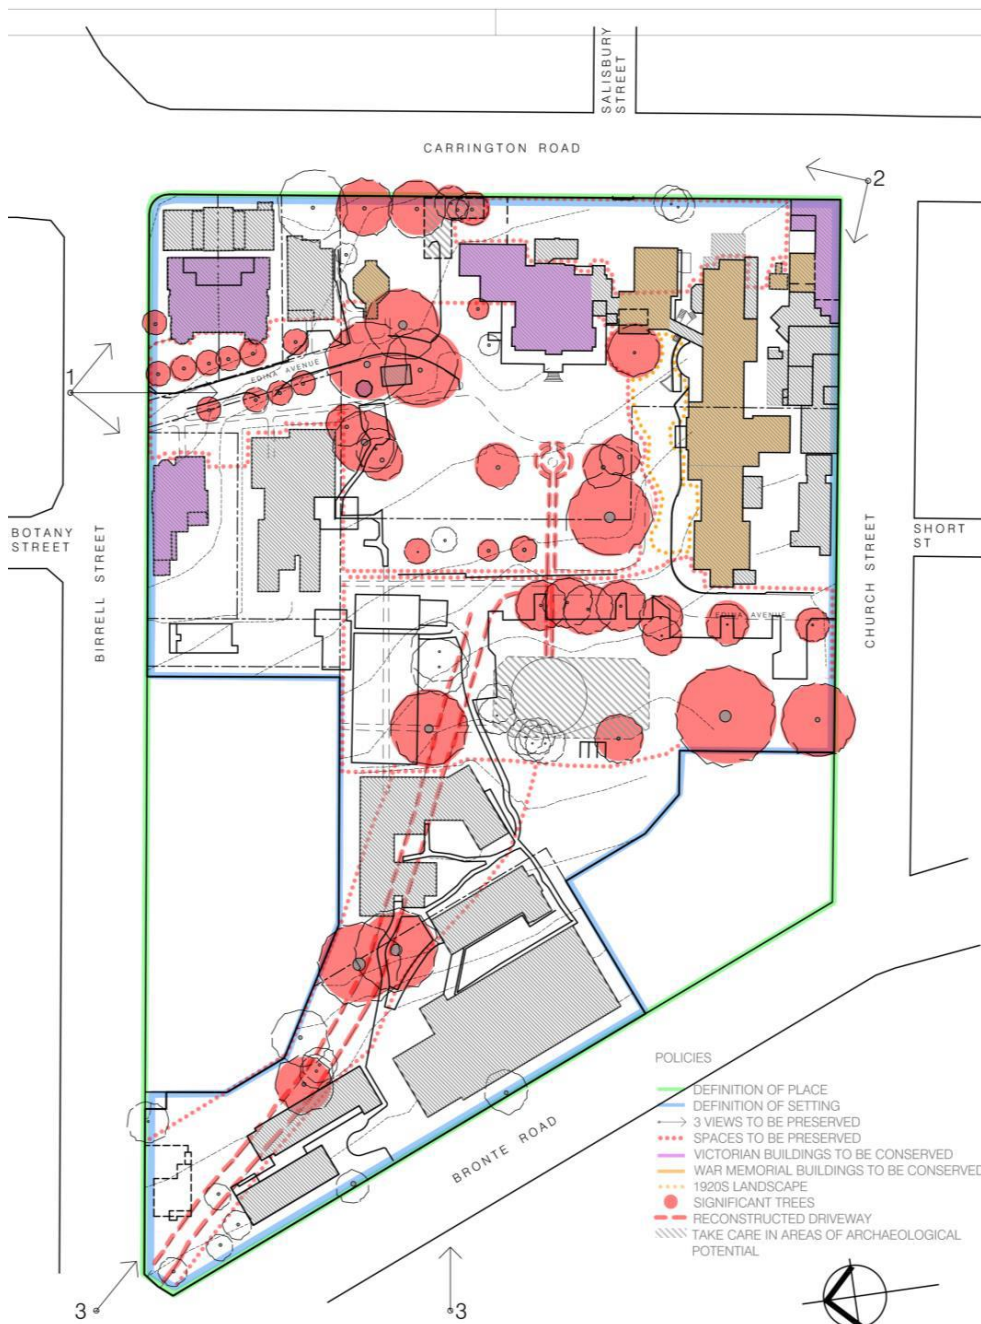 SALISBURY
STREET
CARRINGTON ROAD
2
1
EDINA AVENUE
BOTANY
STREET
BIRRELL STREET
CHURCH STREET
SHORT
ST
EDINA AVENUE
BRONTE ROAD
POLICIES
DEFINITION OF PLACE
DEFINITION OF SETTING
3 VIEWS TO BE PRESERVED
SPACES TO BE PRESERVED
VICTORIAN BUILDINGS TO BE CONSERVED
WAR MEMORIAL BUILDINGS TO BE CONSERVED
1920S LANDSCAPE
SIGNIFICANT TREES
RECONSTRUCTED DRIVEWAY
TAKE CARE IN AREAS OF ARCHAEOLOGICAL
POTENTIAL
3
3